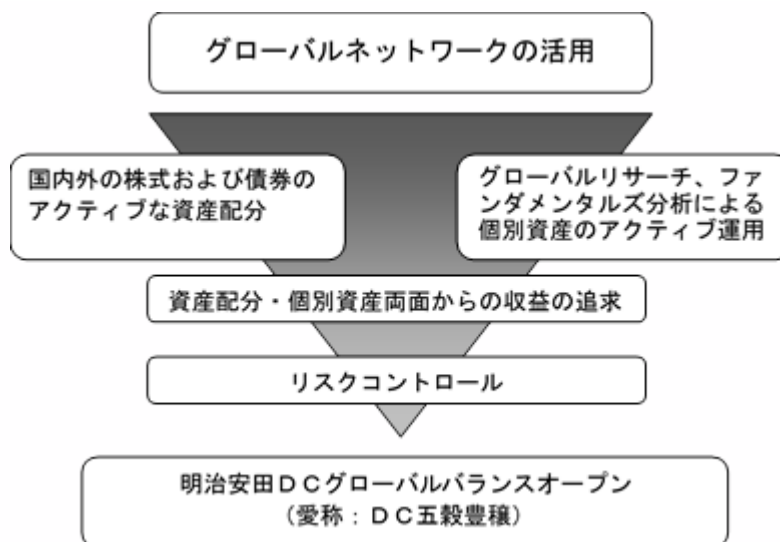 グローバルネットワークの活用
国内外の株式および債券の
アクティブな資産配分
グローバルリサーチ、ファ
ンダメンタルズ分析による
個別資産のアクティブ運用
資産配分・個別資産両面からの収益の追求
リスクコントロール
明治安田ＤＣグローバルバランスオープン
（愛称：ＤＣ五穀豊穣）